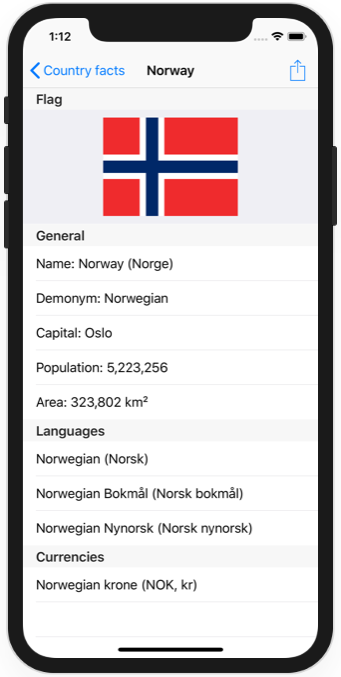 1:12
Country facts Norway
Flag
General
Name: Norway (Norge)
Demonym: Norwegian
Capital: Oslo
Population: 5,223,256
Area: 323,802 km²
Languages
Norwegian (Norsk)
Norwegian Bokmål (Norsk bokmål)
Norwegian Nynorsk (Norsk nynorsk)
Currencies
Norwegian krone (NOK, kr)